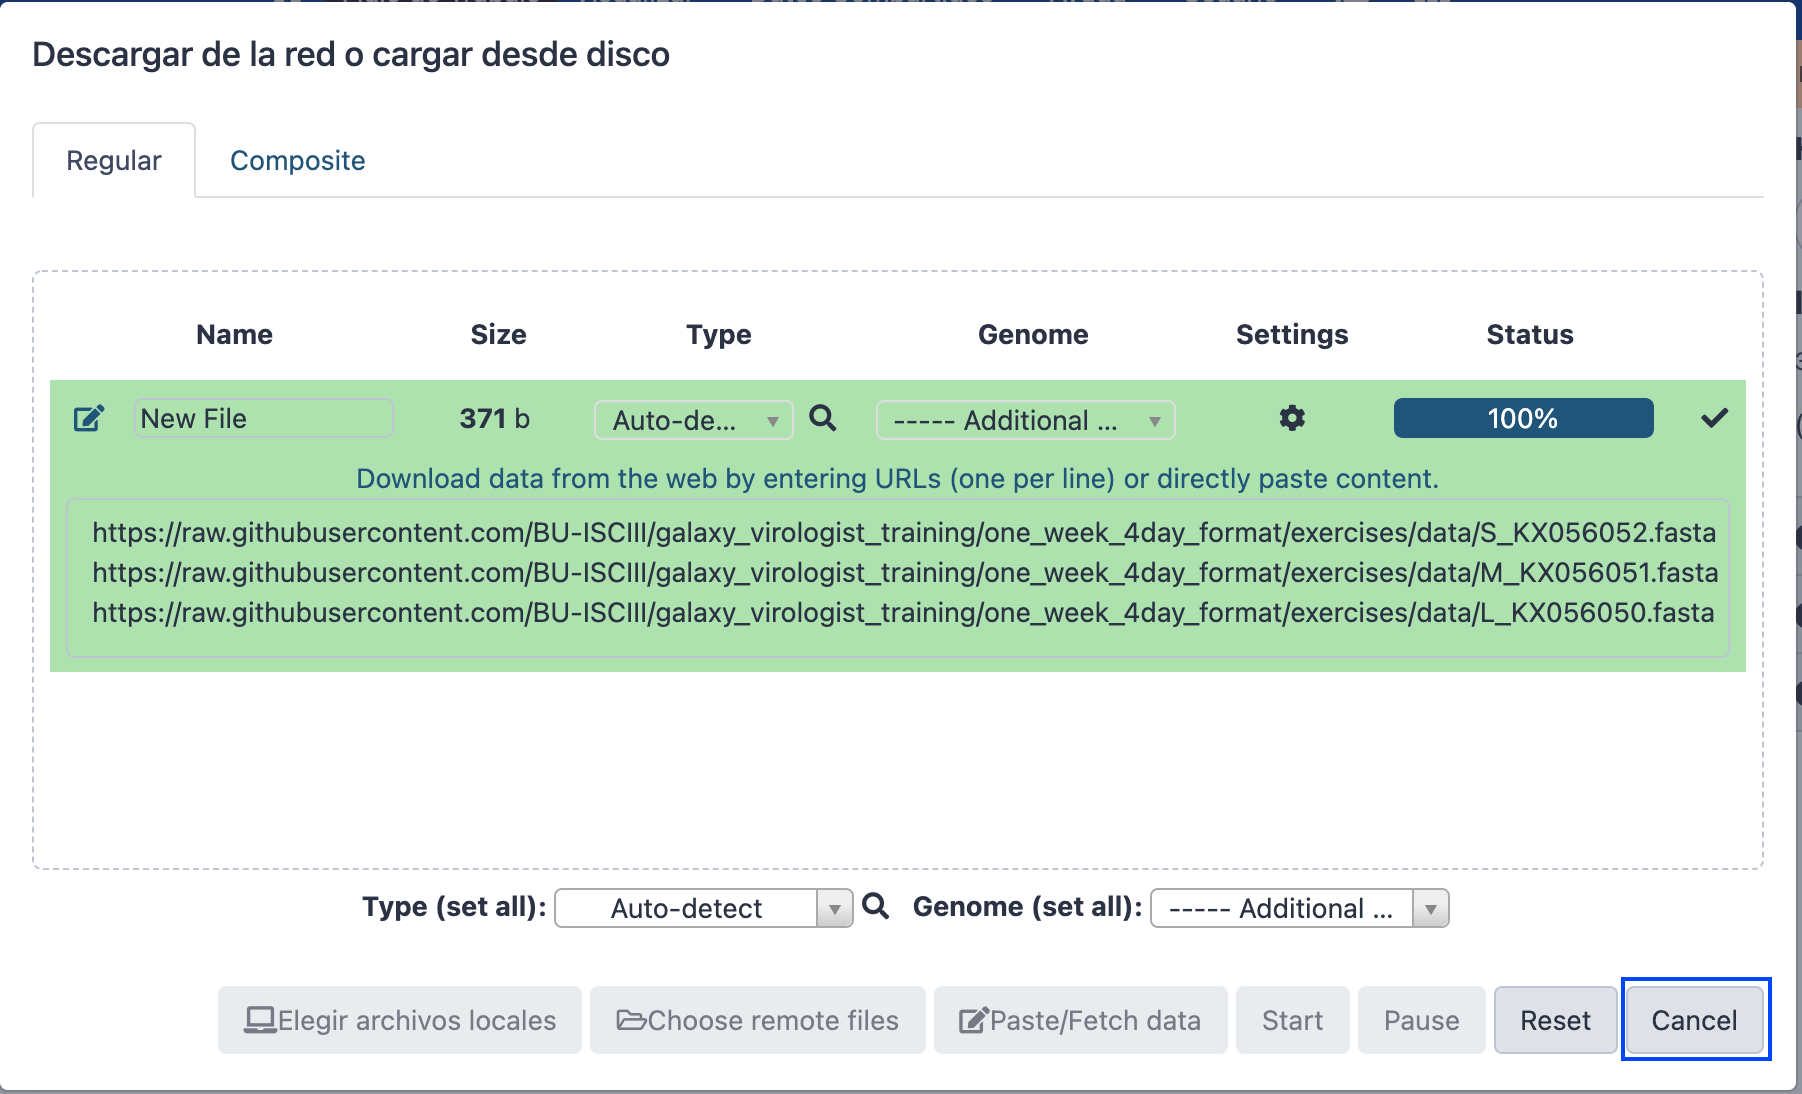 Descargar de la red o cargar desde disco
Regular
Composite
Name Size Type Genome Settings Status
New File 371 b Auto-de... ----- Additional ... 100%
Download data from the web by entering URLs (one per line) or directly paste content.
https://raw.githubusercontent.com/BU-ISCIII/galaxy_virologist_training/one_week_4day_format/exercises/data/S_KX056052.fasta
https://raw.githubusercontent.com/BU-ISCIII/galaxy_virologist_training/one_week_4day_format/exercises/data/M_KX056051.fasta
https://raw.githubusercontent.com/BU-ISCIII/galaxy_virologist_training/one_week_4day_format/exercises/data/L_KX056050.fasta
Type (set all): Auto-detect Genome (set all): ----- Additional ...
Elegir archivos locales Choose remote files Paste/Fetch data Start Pause Reset Cancel